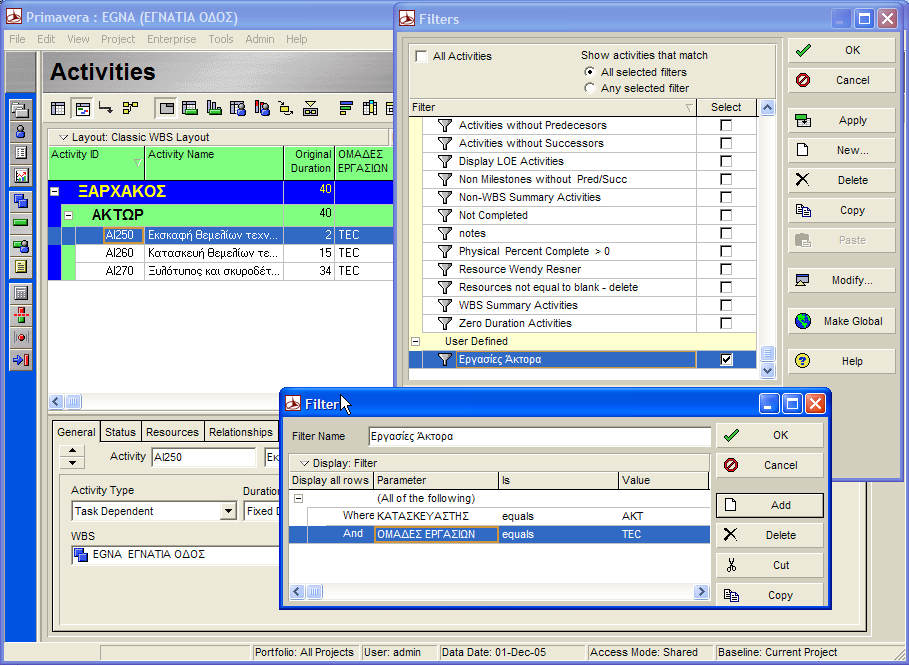 Primavera : EGNA (ΕΓΝΑΤΙΑ ΟΔΟΣ)
File Edit View Project Enterprise Tools Admin Help
Activities
Layout: Classic WBS Layout
Activity ID Activity Name Original Duration ΟΜΑΔΕΣ ΕΡΓΑΣΙΩΝ
ΞΑΡΧΑΚΟΣ 40
ΑΚΤΩΡ 40
AI250 Εκσκαφή θεμελίων τεχν... 2 TEC
AI260 Κατασκευή θεμελίων τε... 15 TEC
AI270 Ξυλότυπος και σκυροδέτ... 34 TEC
General Status Resources Relationships
Activity AI250 Εκ
Activity Type Duration
Task Dependent Fixed D
WBS
EGNA ΕΓΝΑΤΙΑ ΟΔΟΣ
Portfolio: All Projects User: admin Data Date: 01-Dec-05 Access Mode: Shared Baseline: Current Project
Filters
All Activities
Show activities that match
All selected filters
Any selected filter
Filter Select
Activities without Predecesors
Activities without Successors
Display LOE Activities
Non Milestones without Pred/Succ
Non-WBS Summary Activities
Not Completed
notes
Physical Percent Complete > 0
Resource Wendy Resner
Resources not equal to blank - delete
WBS Summary Activities
Zero Duration Activities
User Defined
Εργασίες Άκτορα
OK
Cancel
Apply
New...
Delete
Copy
Paste
Modify...
Make Global
Help
Filter
Filter Name Εργασίες Άκτορα
Display: Filter
Display all rows Parameter Is Value
(All of the following)
Where ΚΑΤΑΣΚΕΥΑΣΤΗΣ equals AKT
And ΟΜΑΔΕΣ ΕΡΓΑΣΙΩΝ equals TEC
OK
Cancel
Add
Delete
Cut
Copy